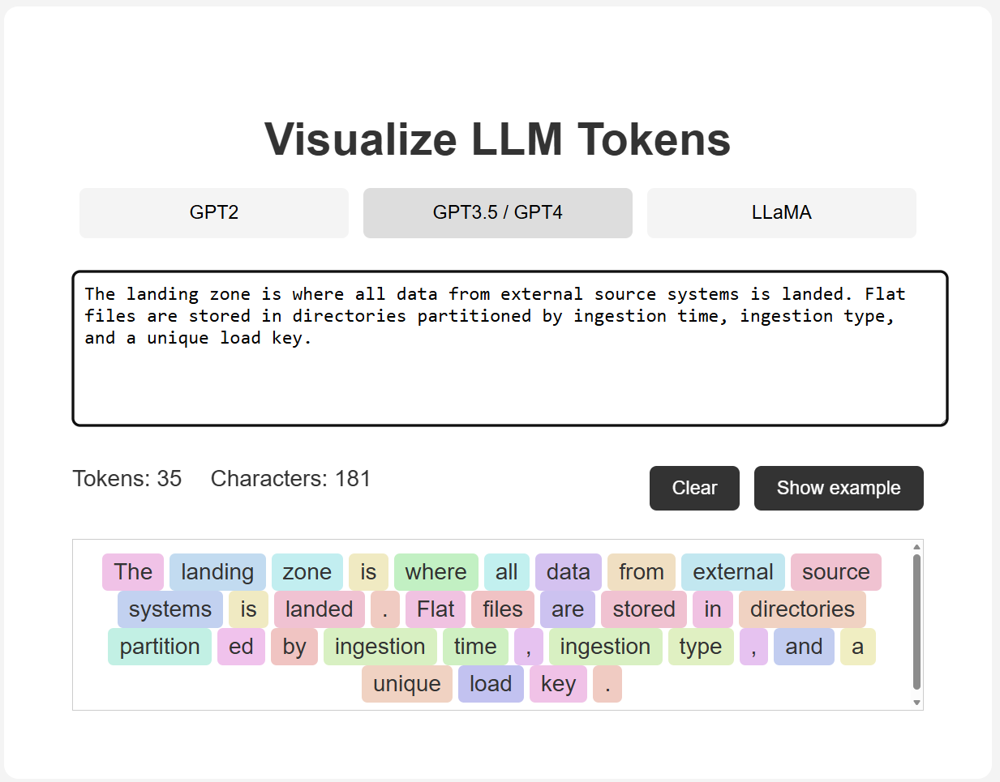 Visualize LLM Tokens
GPT2 GPT3.5 / GPT4 LLaMA
The landing zone is where all data from external source systems is landed. Flat
files are stored in directories partitioned by ingestion time, ingestion type,
and a unique load key.
Tokens: 35 Characters: 181
Clear Show example
The landing zone is where all data from external source
systems is landed . Flat files are stored in directories
partition ed by ingestion time , ingestion type , and a
unique load key .